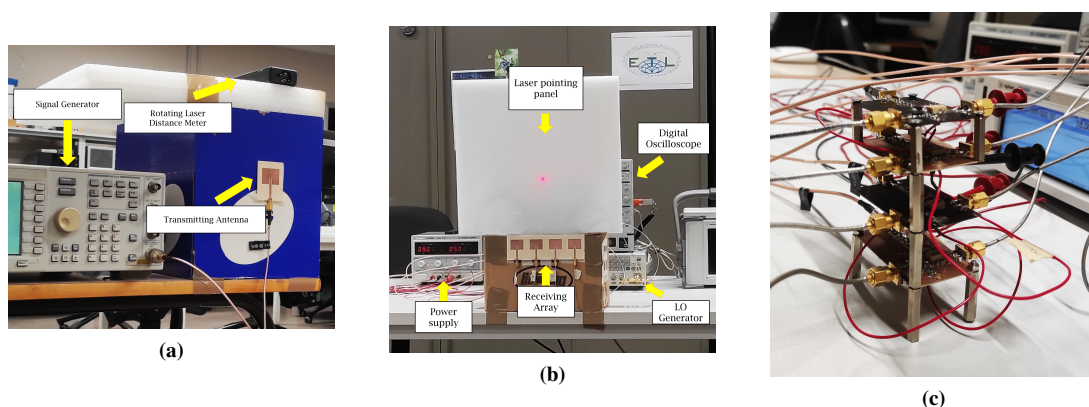 Signal Generator
Rotating Laser
Distance Meter
Transmitting Antenna
(a)
ETL
Laser pointing
panel
Digital
Oscilloscope
Power
supply
Receiving
Array
LO
Generator
(b)
(c)